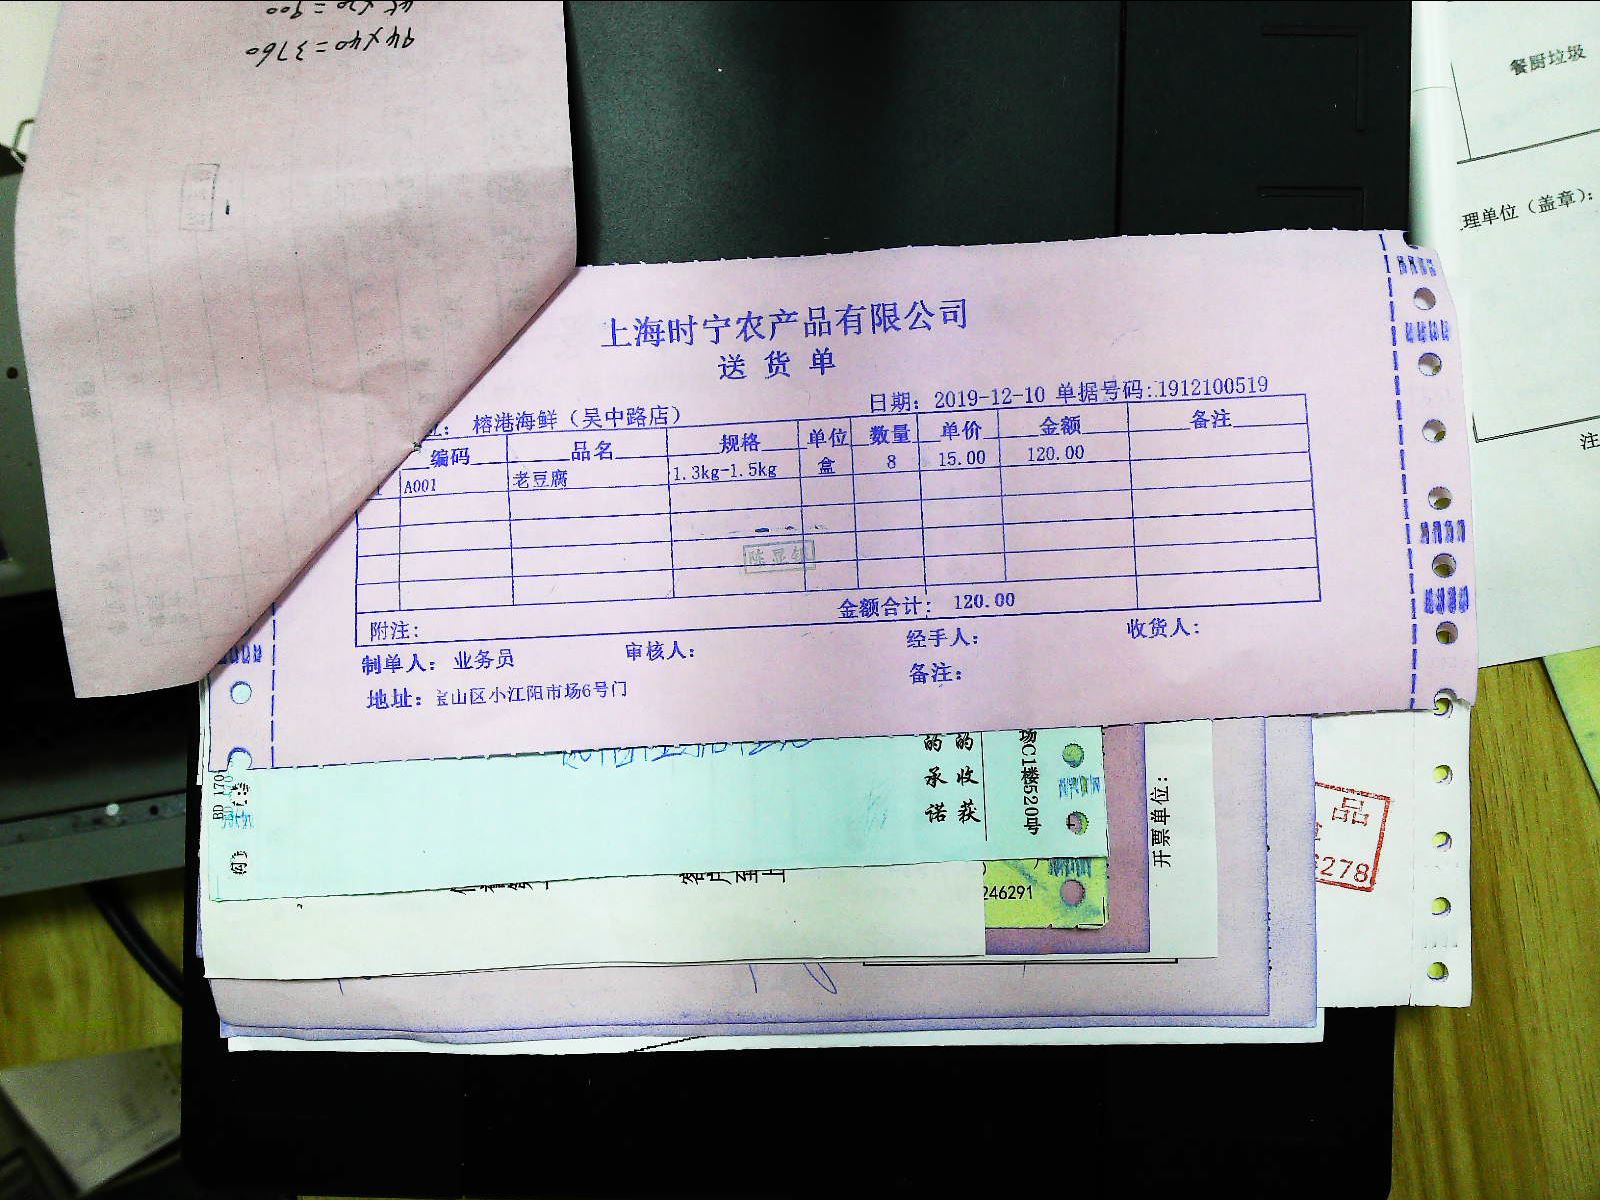 94×40=3760
餐厨垃圾
理单位（盖章）：
注
上海时宁农产品有限公司
送货单
日期：2019-12-10 单据号码：1912100519
榕港海鲜（吴中路店）
编码 品名 规格 单位 数量 单价 金额 备注
1 A001 老豆腐 1.3kg-1.5kg 盒 8 15.00 120.00
陈显
金额合计：120.00
附注：
制单人：业务员 审核人： 经手人： 收货人：
地址：宝山区小江阳市场6号门 备注：
的承诺
的收获
场C1楼520号
开票单位：
246291
品
6278